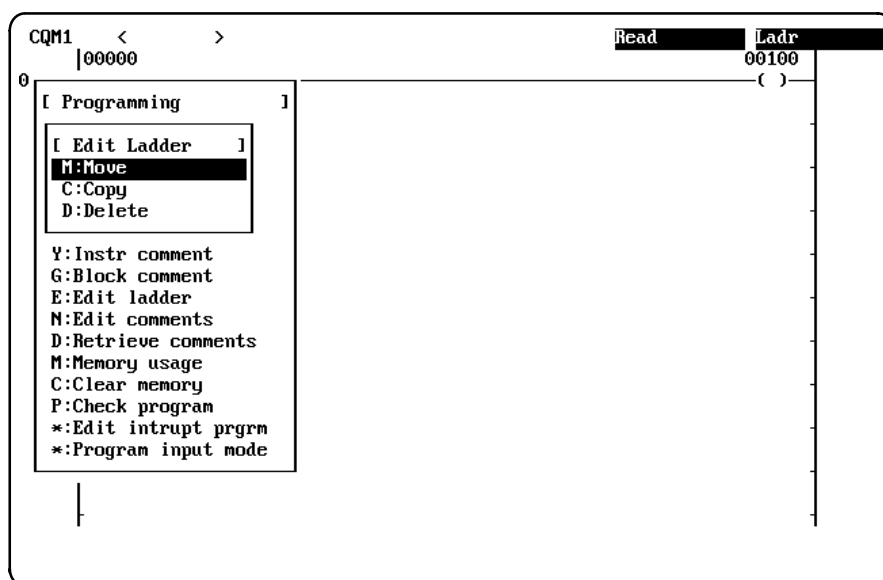 CQM1 < > Read Ladr
00000 00100
0 ( )
[ Programming ]
[ Edit Ladder ]
M:Move
C:Copy
D:Delete
Y:Instr comment
G:Block comment
E:Edit ladder
N:Edit comments
D:Retrieve comments
M:Memory usage
C:Clear memory
P:Check program
*:Edit intrupt prgrm
*:Program input mode